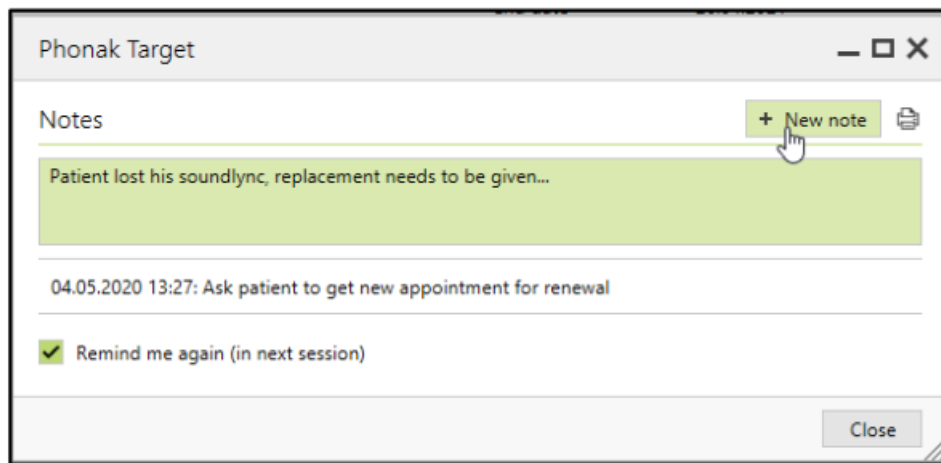 Phonak Target
Notes
+ New note
Patient lost his soundlync, replacement needs to be given...
04.05.2020 13:27: Ask patient to get new appointment for renewal
Remind me again (in next session)
Close